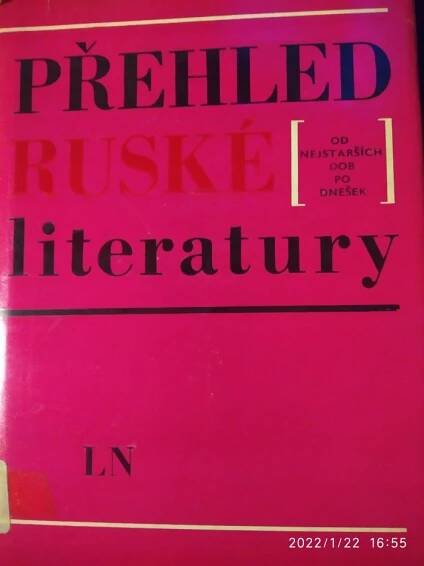 PŘEHLED
RUSKÉ
OD
NEJSTARŠÍCH
DOB
PO
DNEŠEK
literatury
LN
2022/1/22 16:55